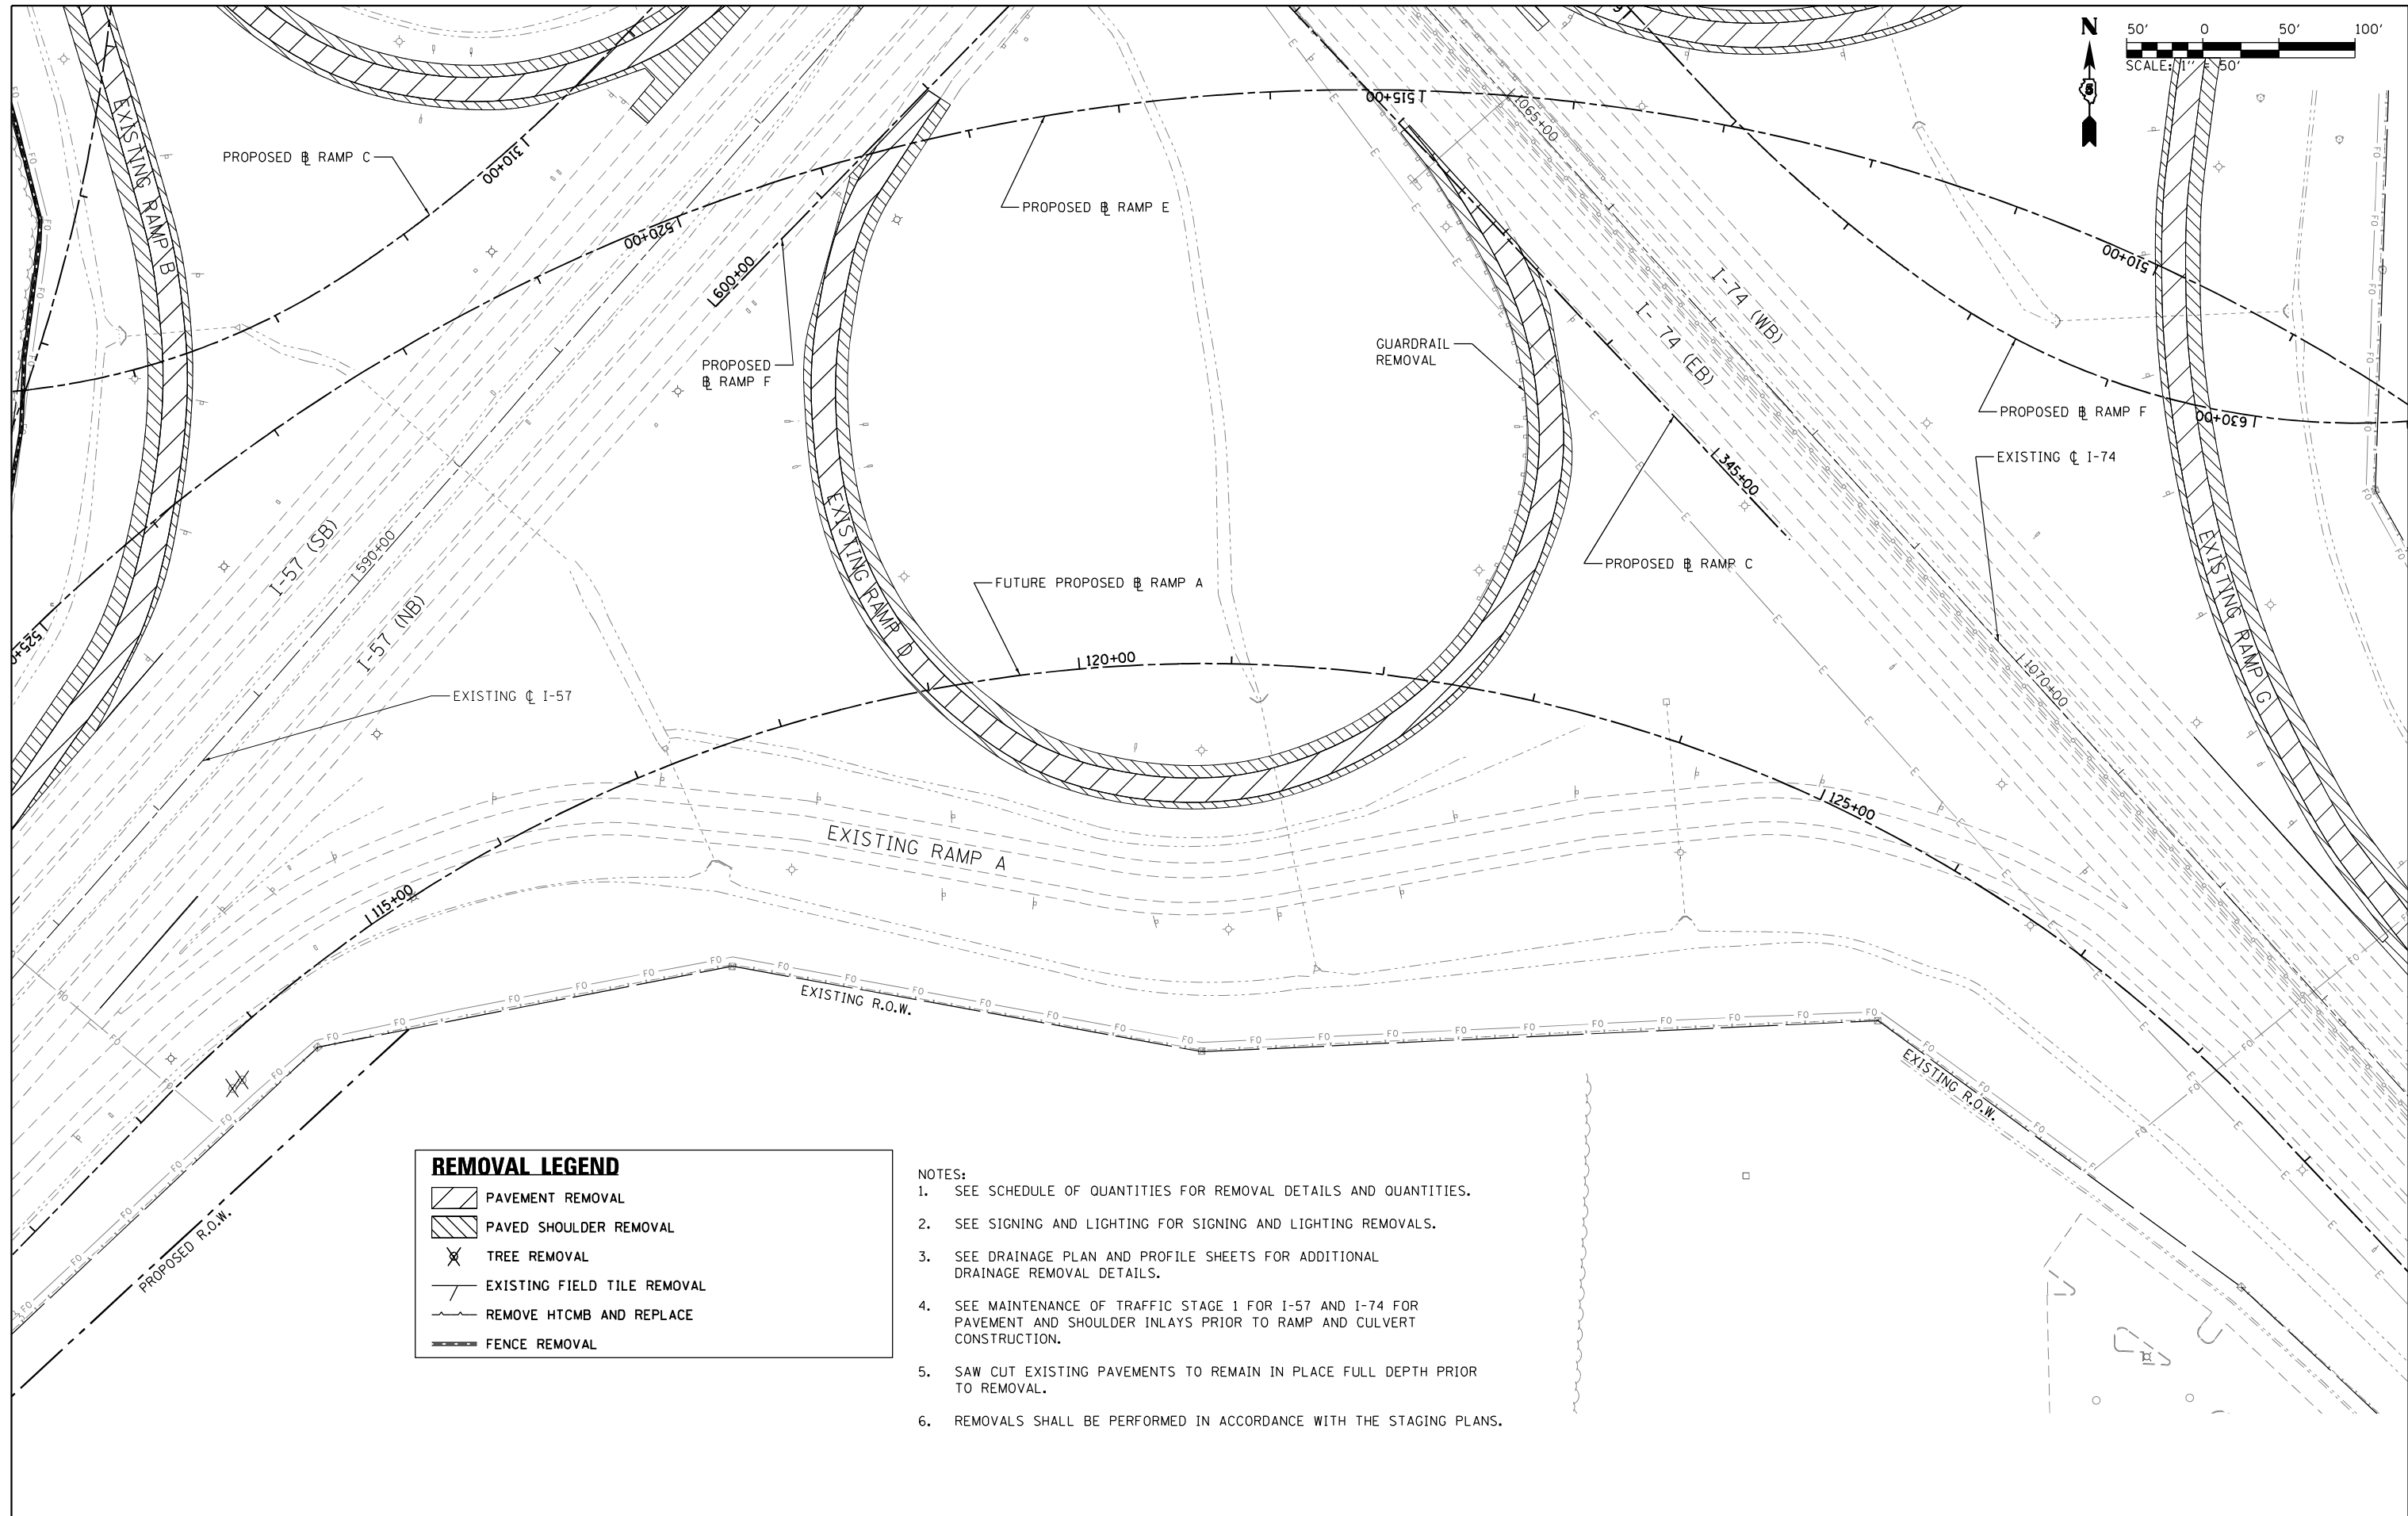 N
50' 0 50' 100'
SCALE: 1" = 50'
EXISTING RAMP B
PROPOSED ℄ RAMP C
310+00
520+00
PROPOSED ℄ RAMP E
515+00
1065+00
600+00
PROPOSED
℄ RAMP F
GUARDRAIL
REMOVAL
I-74 (WB)
I-74 (EB)
510+00
PROPOSED ℄ RAMP F
630+00
EXISTING ℄ I-74
345+00
PROPOSED ℄ RAMP C
I-57 (SB)
590+00
I-57 (NB)
EXISTING RAMP D
FUTURE PROPOSED ℄ RAMP A
120+00
EXISTING RAMP G
1070+00
EXISTING ℄ I-57
EXISTING RAMP A
125+00
115+00
EXISTING R.O.W.
EXISTING R.O.W.
PROPOSED R.O.W.
REMOVAL LEGEND
PAVEMENT REMOVAL
PAVED SHOULDER REMOVAL
TREE REMOVAL
EXISTING FIELD TILE REMOVAL
REMOVE HTCMB AND REPLACE
FENCE REMOVAL
NOTES:
1. SEE SCHEDULE OF QUANTITIES FOR REMOVAL DETAILS AND QUANTITIES.
2. SEE SIGNING AND LIGHTING FOR SIGNING AND LIGHTING REMOVALS.
3. SEE DRAINAGE PLAN AND PROFILE SHEETS FOR ADDITIONAL
DRAINAGE REMOVAL DETAILS.
4. SEE MAINTENANCE OF TRAFFIC STAGE 1 FOR I-57 AND I-74 FOR
PAVEMENT AND SHOULDER INLAYS PRIOR TO RAMP AND CULVERT
CONSTRUCTION.
5. SAW CUT EXISTING PAVEMENTS TO REMAIN IN PLACE FULL DEPTH PRIOR
TO REMOVAL.
6. REMOVALS SHALL BE PERFORMED IN ACCORDANCE WITH THE STAGING PLANS.